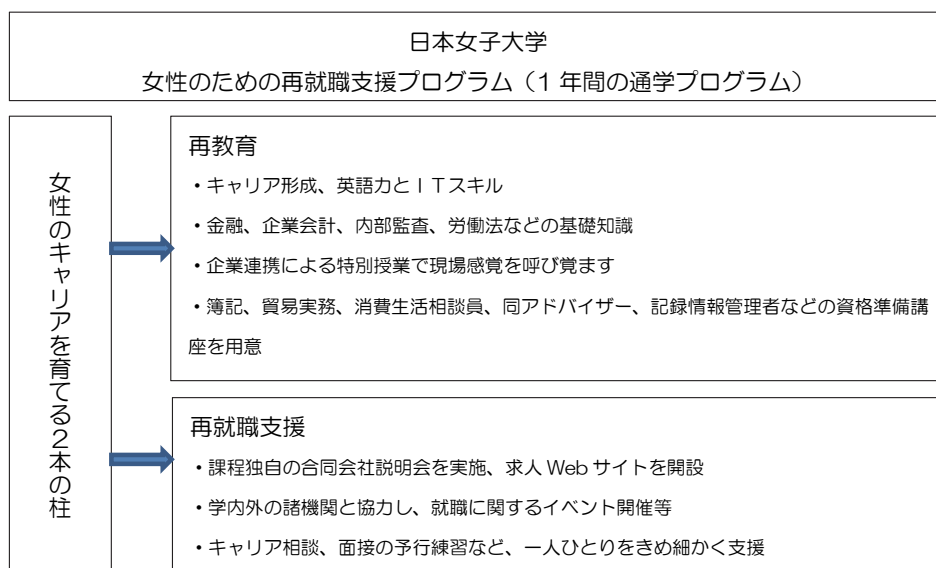 日本女子大学
女性のための再就職支援プログラム（1 年間の通学プログラム）
女性のキャリアを育てる２本の柱
再教育
・キャリア形成、英語力とＩＴスキル
・金融、企業会計、内部監査、労働法などの基礎知識
・企業連携による特別授業で現場感覚を呼び覚ます
・簿記、貿易実務、消費生活相談員、同アドバイザー、記録情報管理者などの資格準備講
座を用意
再就職支援
・課程独自の合同会社説明会を実施、求人 Web サイトを開設
・学内外の諸機関と協力し、就職に関するイベント開催等
・キャリア相談、面接の予行練習など、一人ひとりをきめ細かく支援